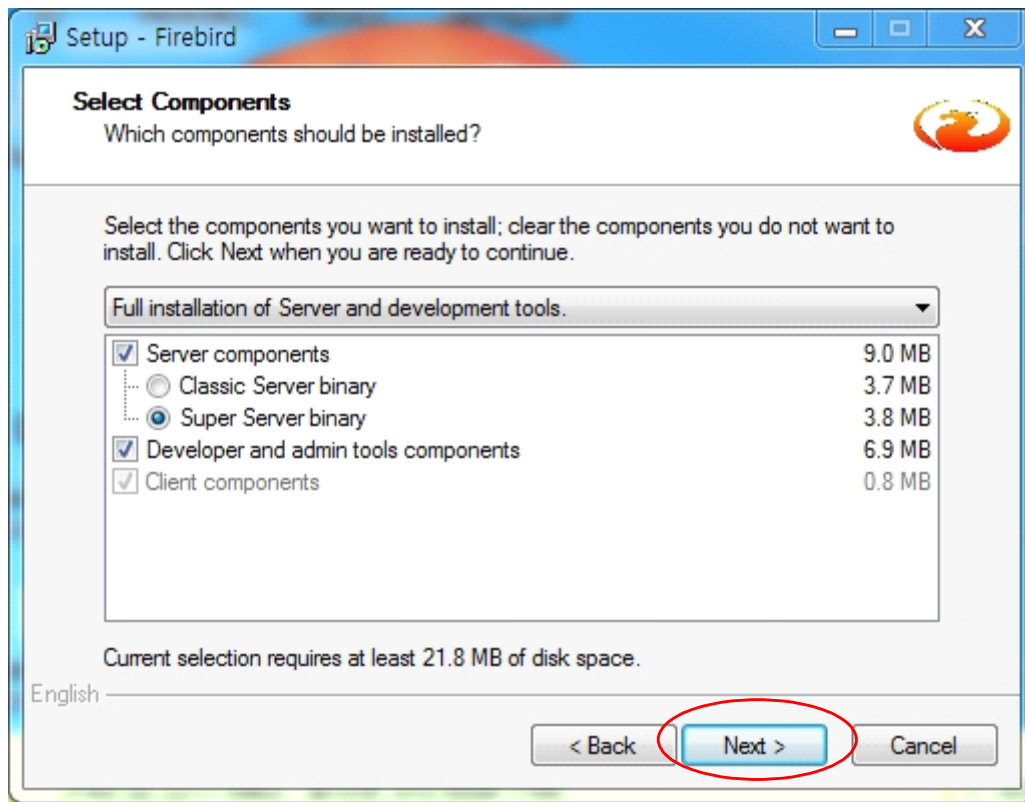 Setup - Firebird
Select Components
Which components should be installed?
Select the components you want to install; clear the components you do not want to
install. Click Next when you are ready to continue.
Full installation of Server and development tools.
Server components 9.0 MB
Classic Server binary 3.7 MB
Super Server binary 3.8 MB
Developer and admin tools components 6.9 MB
Client components 0.8 MB
Current selection requires at least 21.8 MB of disk space.
English
< Back Next > Cancel